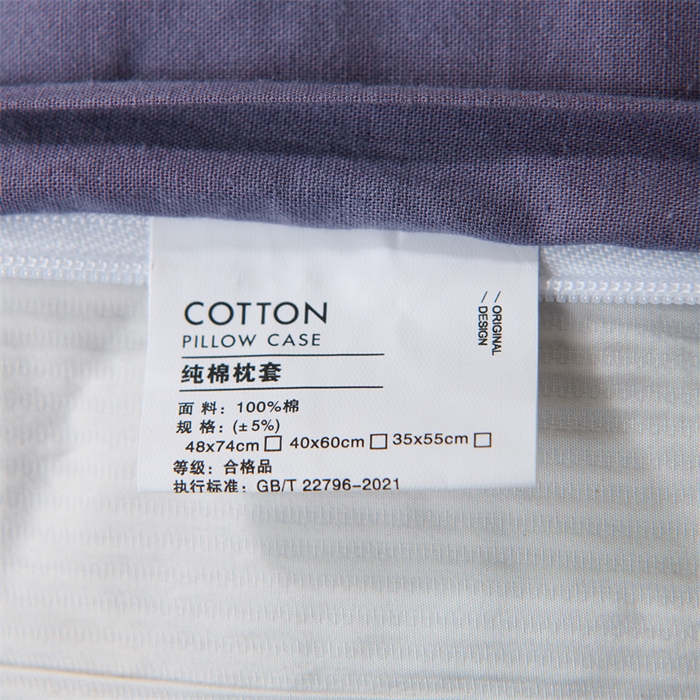 COTTON
PILLOW CASE
纯棉枕套
面 料：100%棉
规 格：(±5%)
48x74cm□ 40x60cm□ 35x55cm□
等级：合格品
执行标准：GB/T 22796-2021
/ ORIGINAL
/ DESIGN